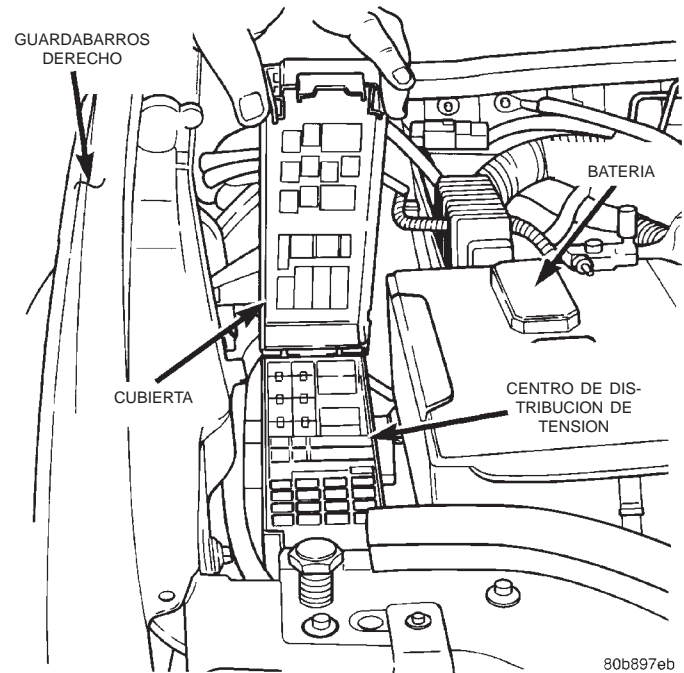 GUARDABARROS
DERECHO
BATERIA
CUBIERTA
CENTRO DE DIS-
TRIBUCION DE
TENSION
80b897eb